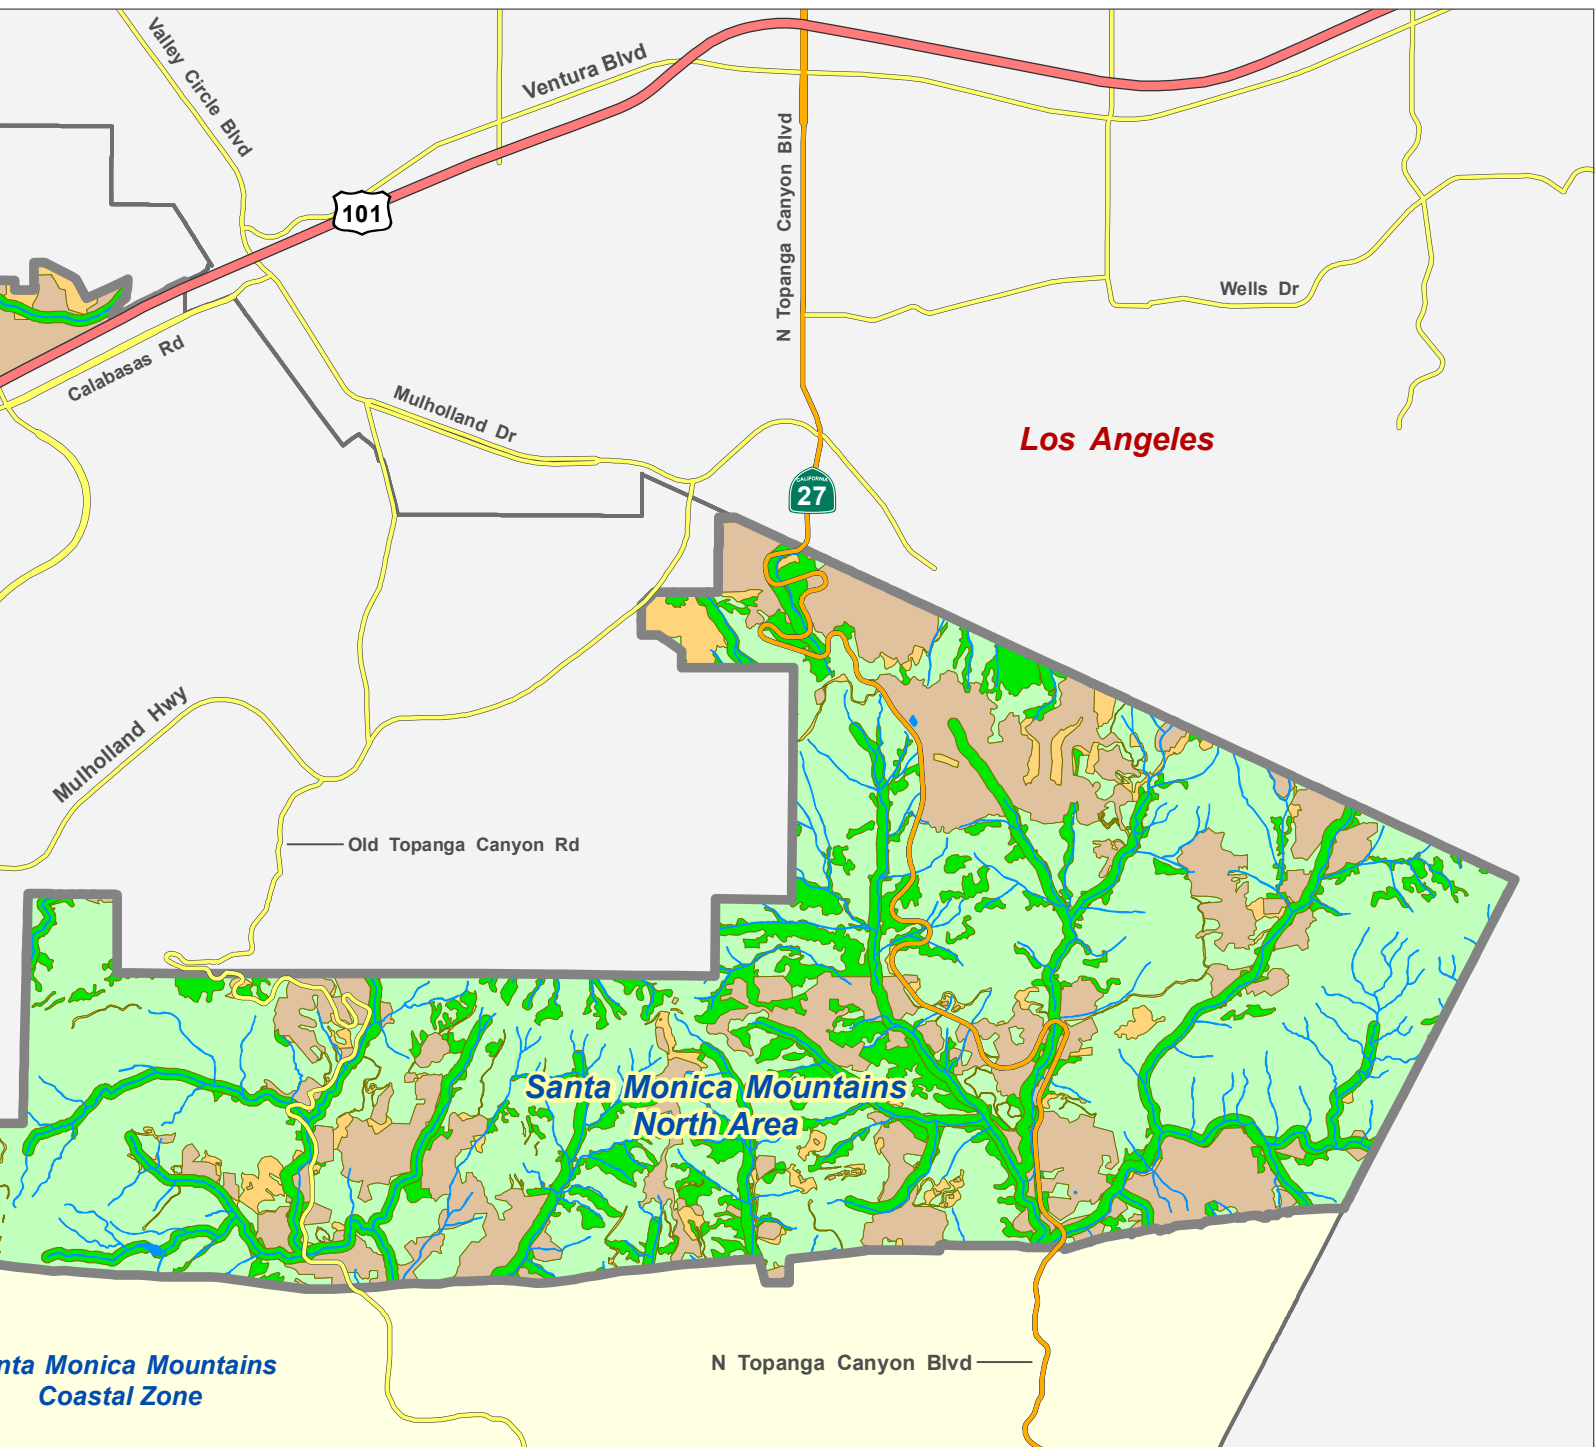 Valley Circle Blvd
Ventura Blvd
N Topanga Canyon Blvd
101
Wells Dr
Calabasas Rd
Mulholland Dr
Los Angeles
CALIFORNIA
27
Mulholland Hwy
Old Topanga Canyon Rd
Santa Monica Mountains
North Area
N Topanga Canyon Blvd
nta Monica Mountains
Coastal Zone